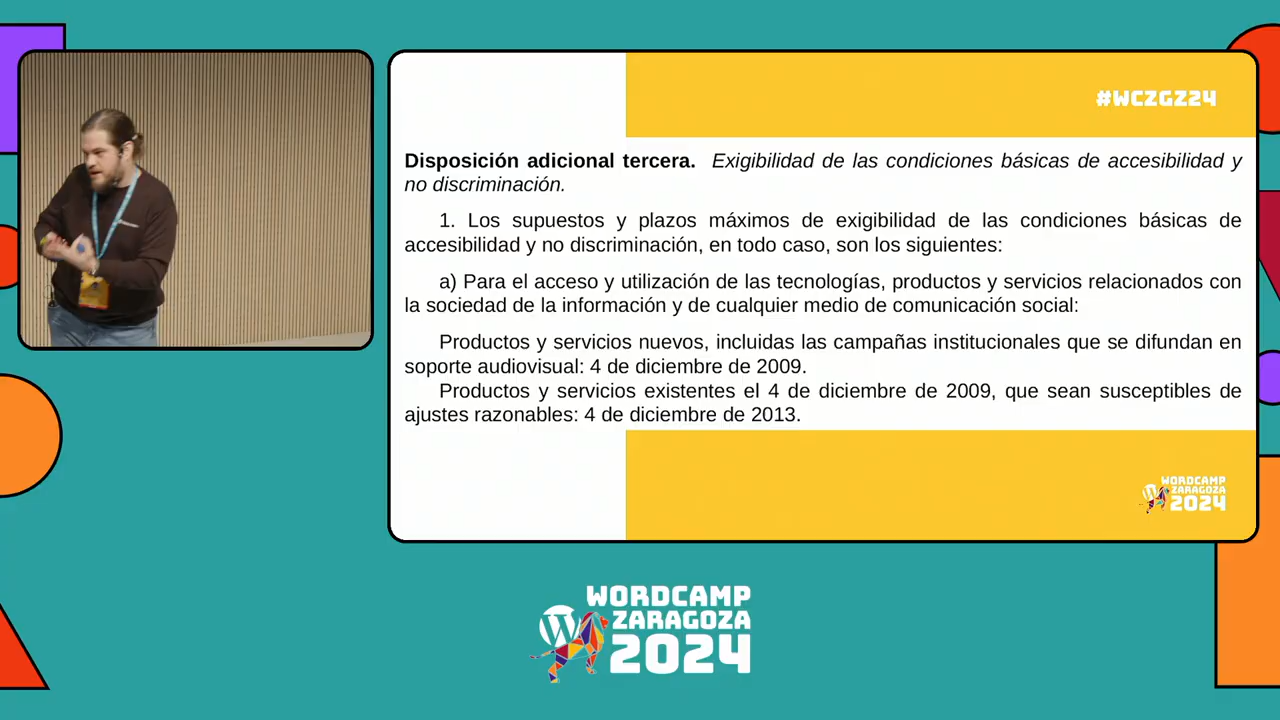 #WCZGZ24
Disposición adicional tercera. Exigibilidad de las condiciones básicas de accesibilidad y
no discriminación.
1. Los supuestos y plazos máximos de exigibilidad de las condiciones básicas de
accesibilidad y no discriminación, en todo caso, son los siguientes:
a) Para el acceso y utilización de las tecnologías, productos y servicios relacionados con
la sociedad de la información y de cualquier medio de comunicación social:
Productos y servicios nuevos, incluidas las campañas institucionales que se difundan en
soporte audiovisual: 4 de diciembre de 2009.
Productos y servicios existentes el 4 de diciembre de 2009, que sean susceptibles de
ajustes razonables: 4 de diciembre de 2013.
WORDCAMP
ZARAGOZA
2024
WORDCAMP
ZARAGOZA
2024